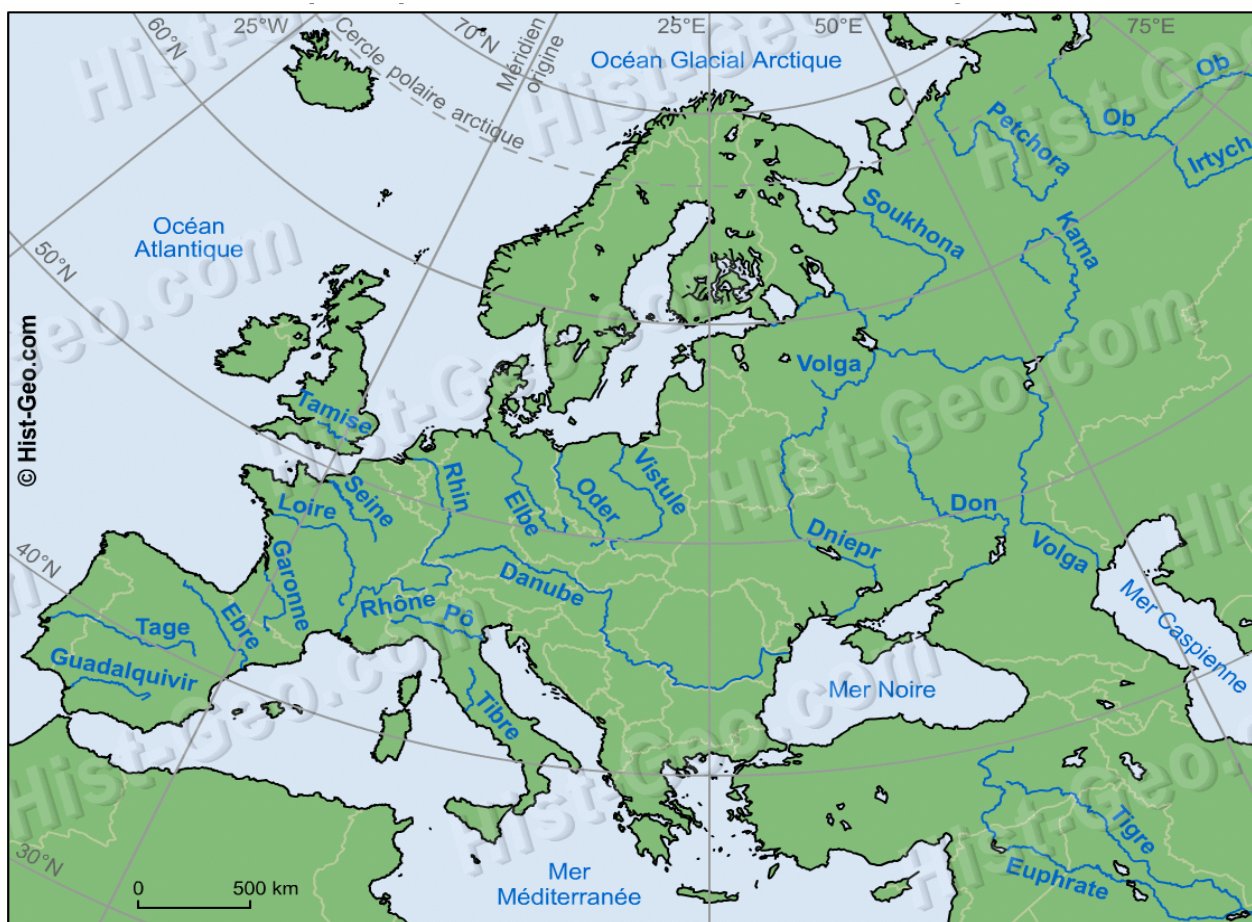 60°N
25°W
Cercle polaire arctique
70°N
Méridien
origine
25°E
50°E
75°E
Océan Glacial Arctique
Ob
Ob
Irtych
Petchora
Soukhona
Kama
Océan
Atlantique
50°N
© Hist-Geo.com
Tamise
Volga
Seine
Loire
Rhin
Elbe
Oder
Vistule
Don
Dniepr
Volga
Garonne
40°N
Danube
Rhône
Pô
Ebre
Tage
Guadalquivir
Tibre
Mer Noire
Mer Caspienne
Tigre
Euphrate
30°N
0 500 km
Mer
Méditerranée
Hist-Geo.com